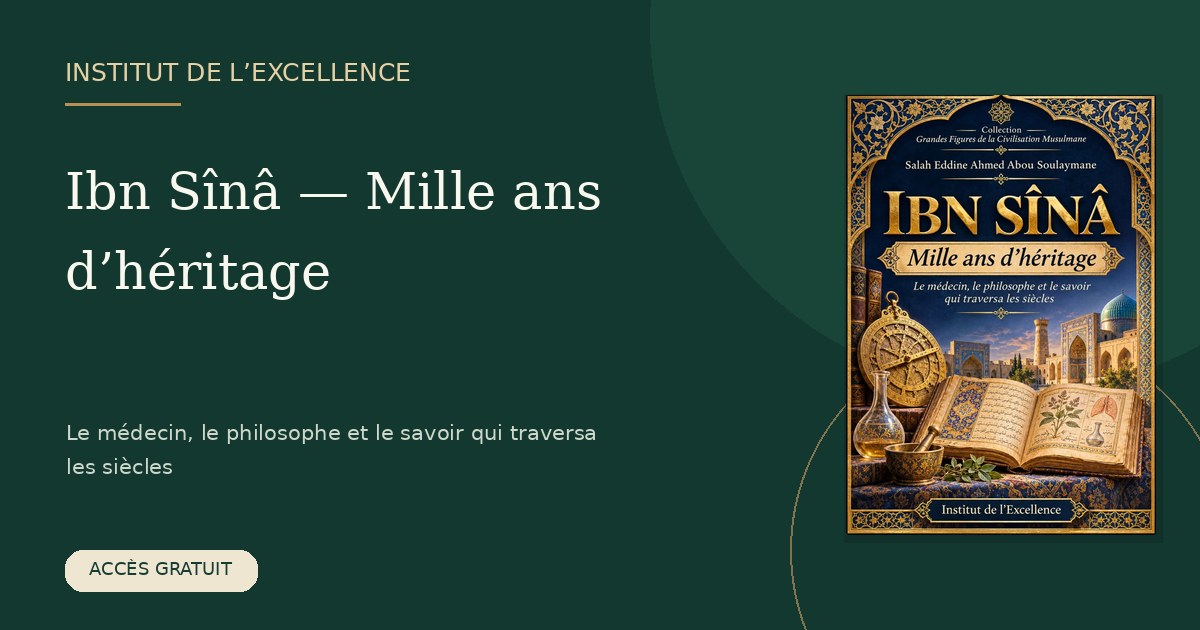 INSTITUT DE L’EXCELLENCE
Ibn Sînâ — Mille ans
d’héritage
Le médecin, le philosophe et le savoir qui traversa
les siècles
ACCÈS GRATUIT
Collection
Grandes Figures de la Civilisation Musulmane
Salah Eddine Ahmed Abou Soulaymane
IBN SÎNÂ
Mille ans d’héritage
Le médecin, le philosophe et le savoir
qui traversa les siècles
Institut de l’Excellence